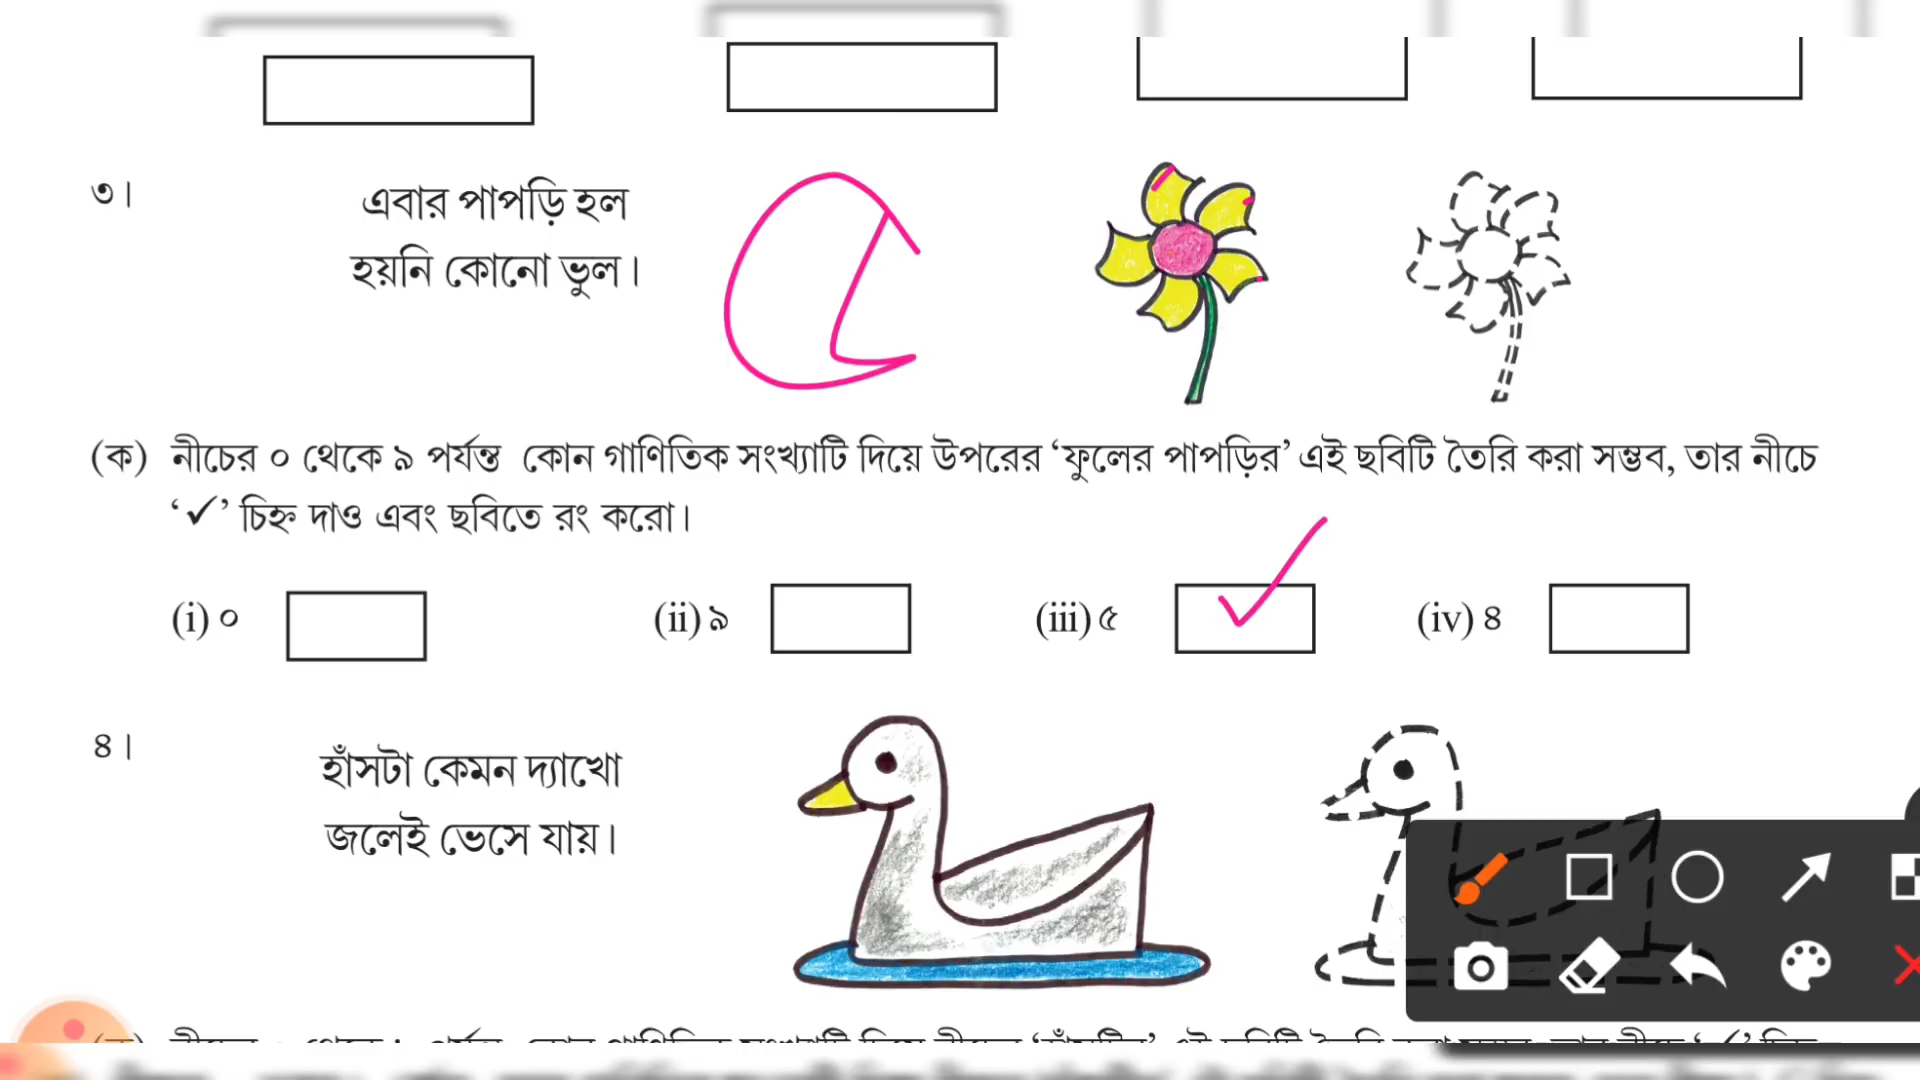 ৩।
এবার পাপড়ি হল
হয়নি কোনো ভুল।
৫
(ক) নীচের ০ থেকে ৯ পর্যন্ত কোন গাণিতিক সংখ্যাটি দিয়ে উপরের ‘ফুলের পাপড়ির’ এই ছবিটি তৈরি করা সম্ভব, তার নীচে
‘✓’ চিহ্ন দাও এবং ছবিতে রং করো।
(i) ০ (ii) ৯ (iii) ৫ ✓ (iv) ৪
৪।
হাঁসটা কেমন দ্যাখো
জলেই ভেসে যায়।